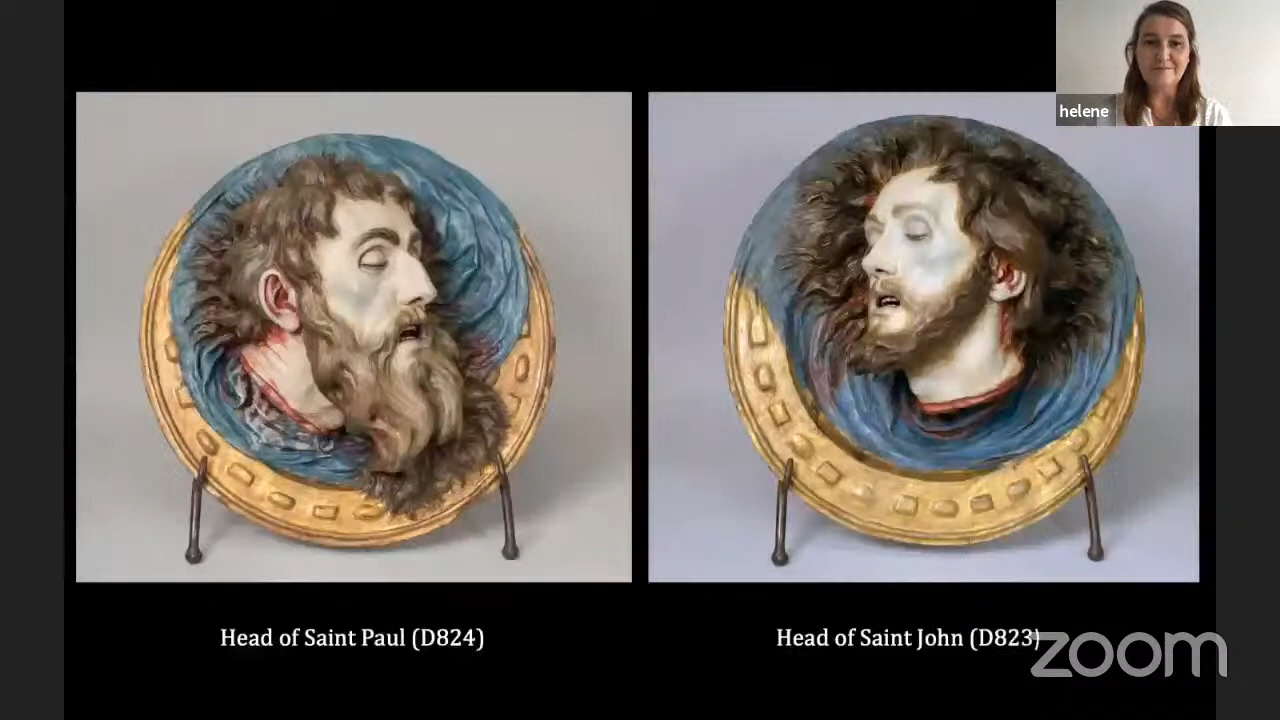 helene
Head of Saint Paul (D824)
Head of Saint John (D823)
zoom